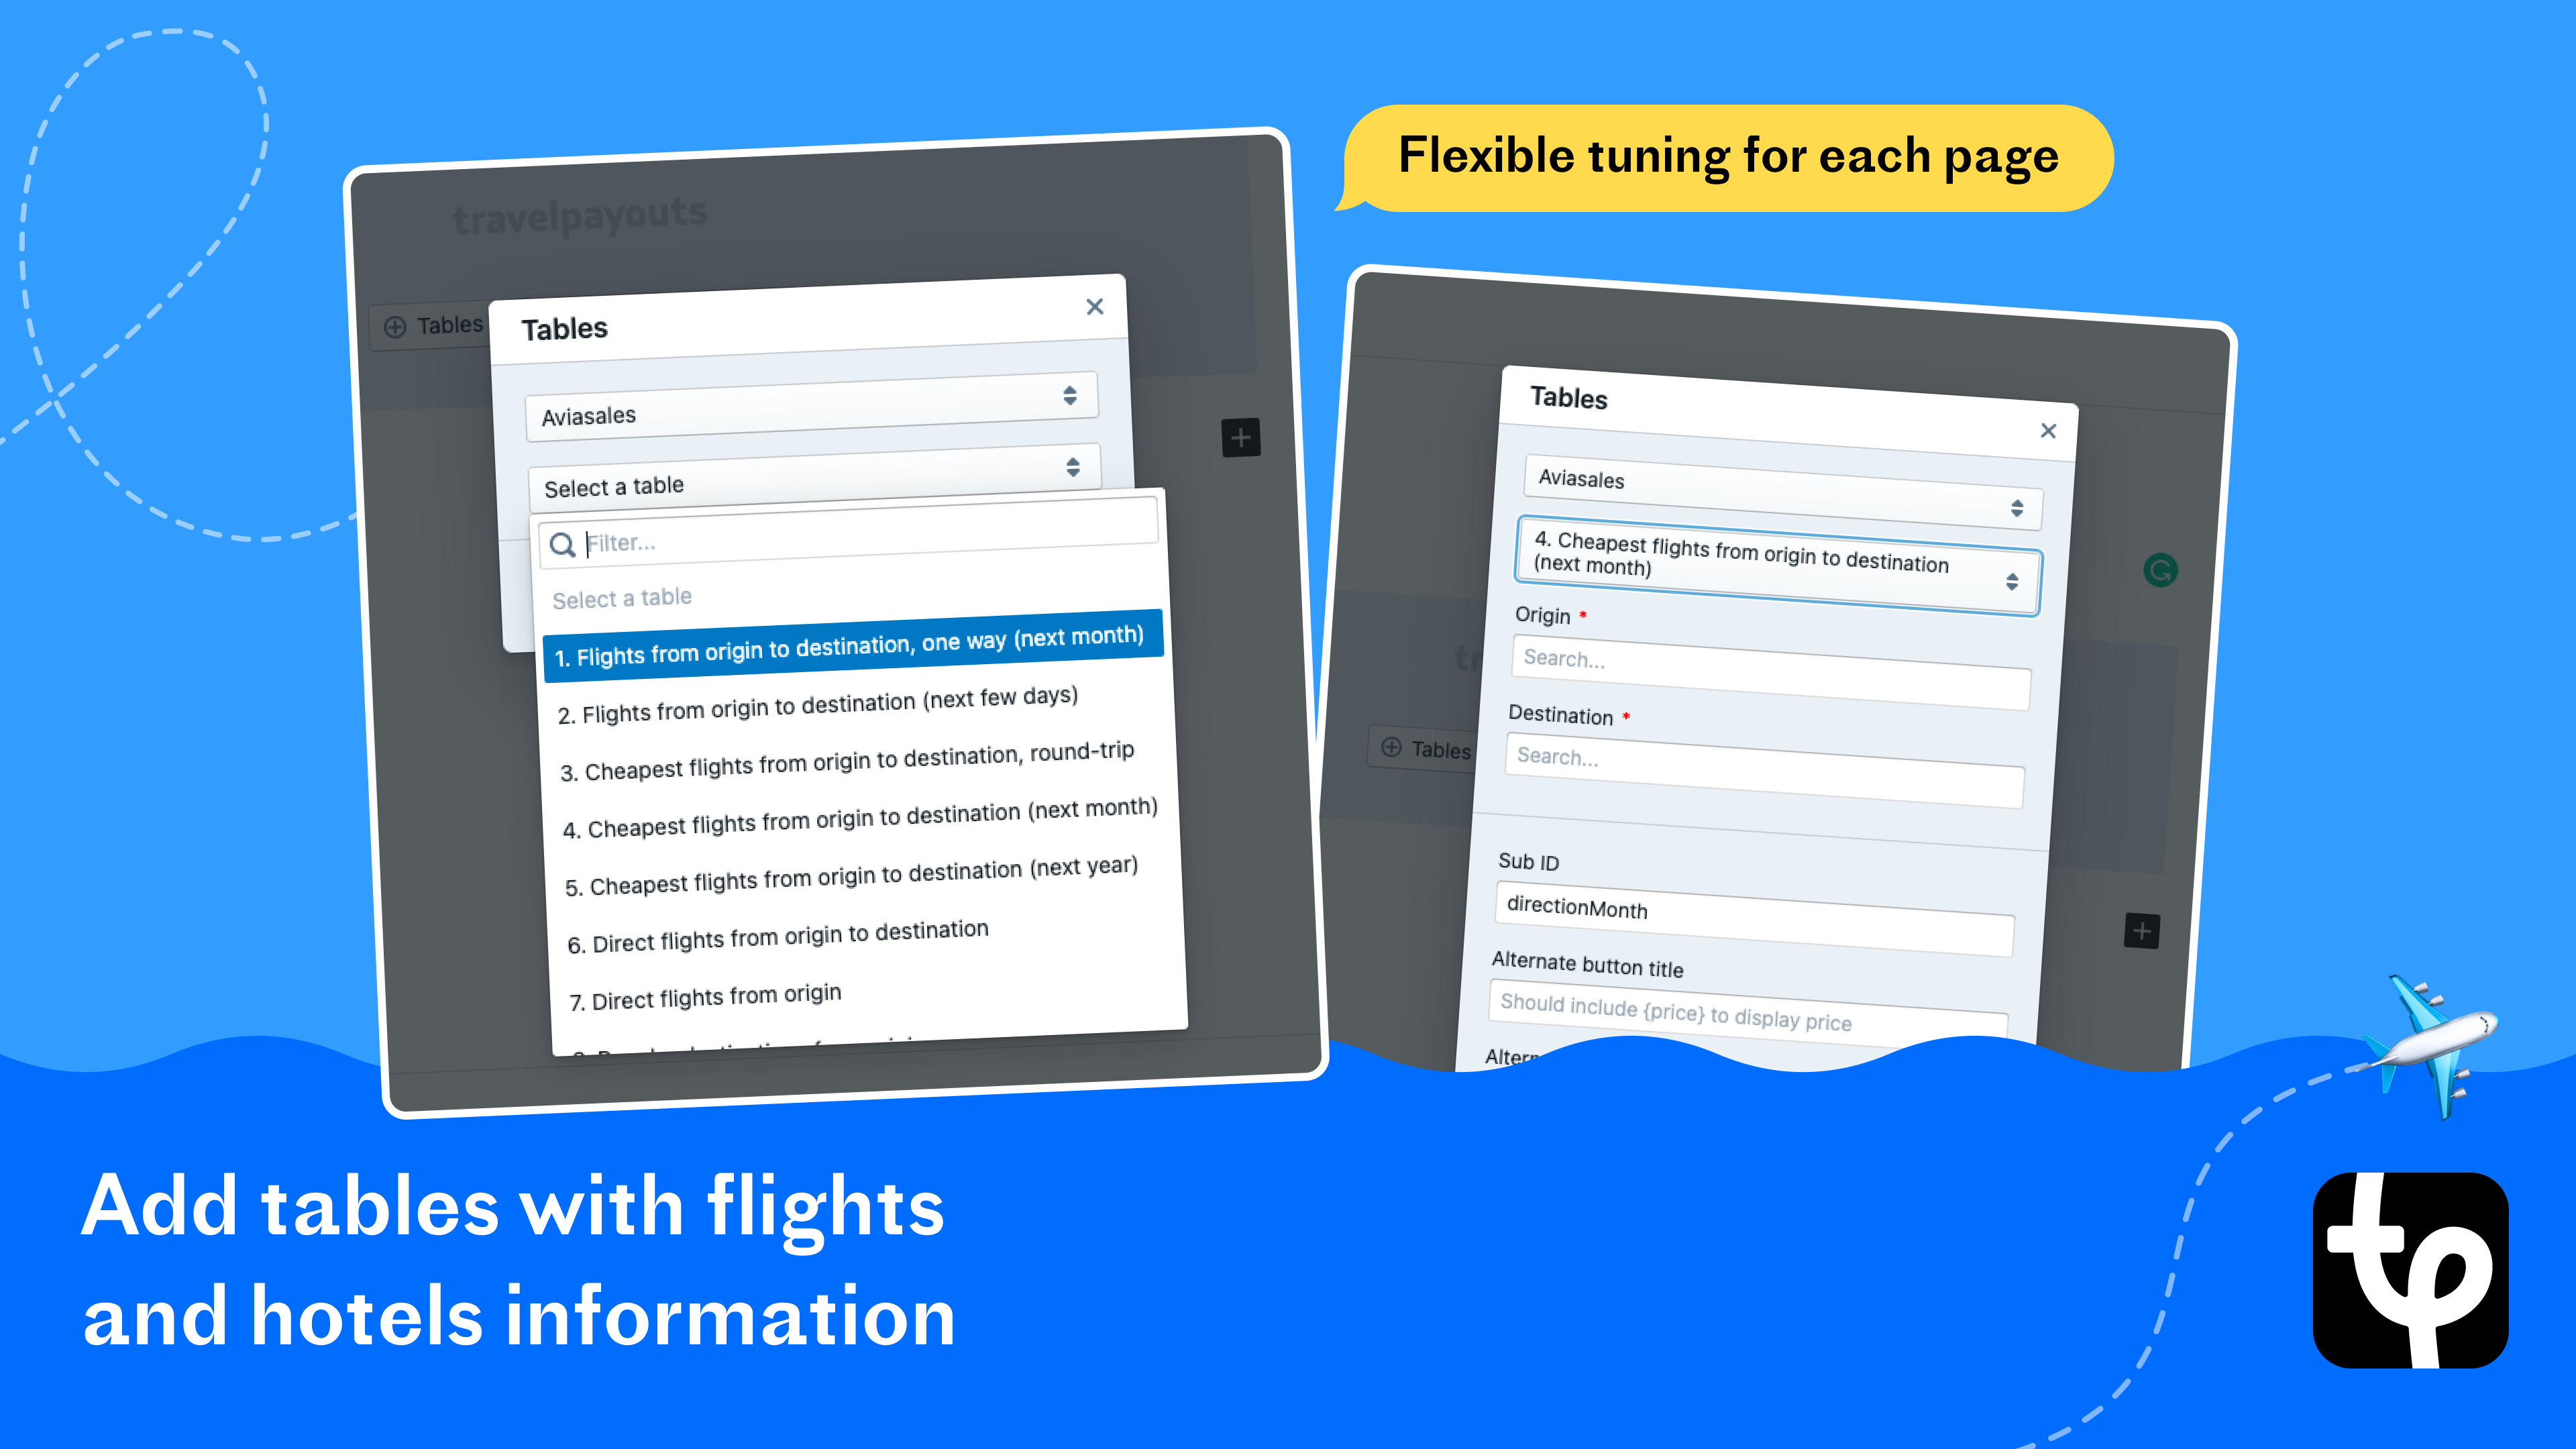 Flexible tuning for each page
travelpayouts
Tables
Tables
Aviasales
Select a table
Filter...
Select a table
1. Flights from origin to destination, one way (next month)
2. Flights from origin to destination (next few days)
3. Cheapest flights from origin to destination, round-trip
4. Cheapest flights from origin to destination (next month)
5. Cheapest flights from origin to destination (next year)
6. Direct flights from origin to destination
7. Direct flights from origin
Tables
Aviasales
4. Cheapest flights from origin to destination
(next month)
Origin *
Search...
Destination *
Search...
Tables
Sub ID
directionMonth
Alternate button title
Should include {price} to display price
Add tables with flights
and hotels information
tp